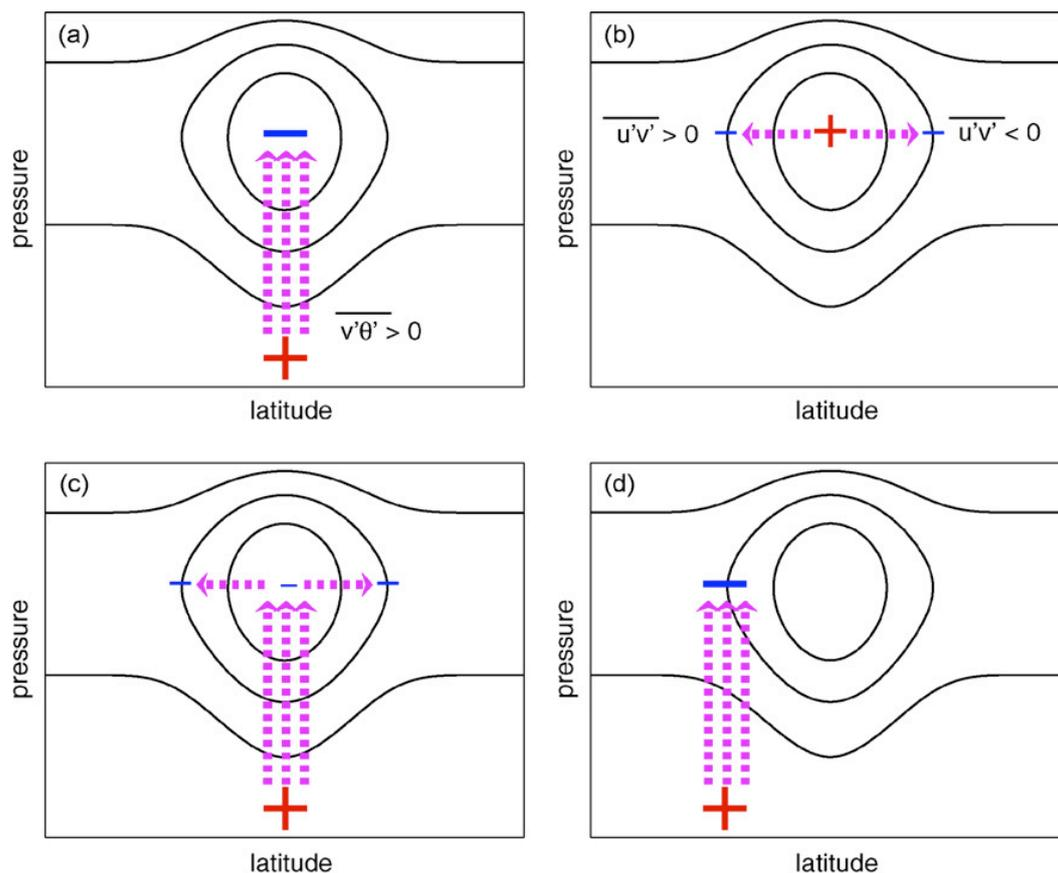 (a)
pressure
v'θ' > 0
latitude
(b)
pressure
u'v' > 0
u'v' < 0
latitude
(c)
pressure
latitude
(d)
pressure
latitude